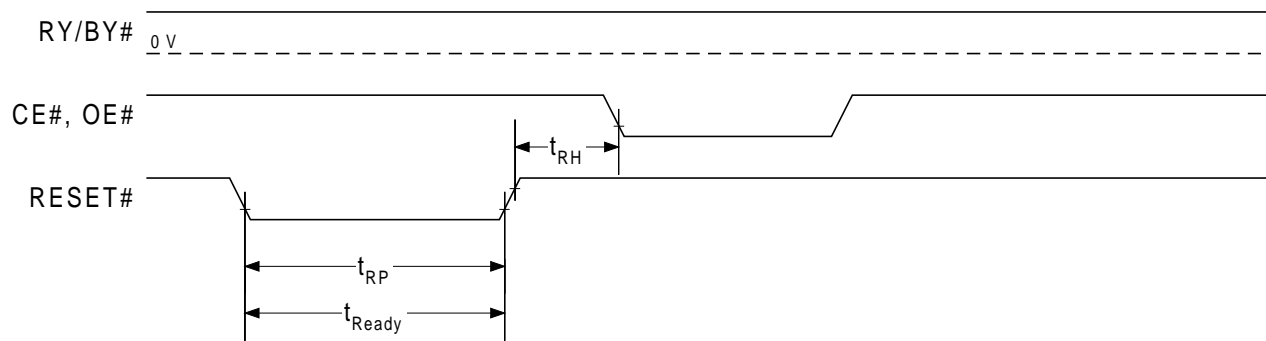 RY/BY#
0 V
CE#, OE#
tRH
RESET#
tRP
tReady